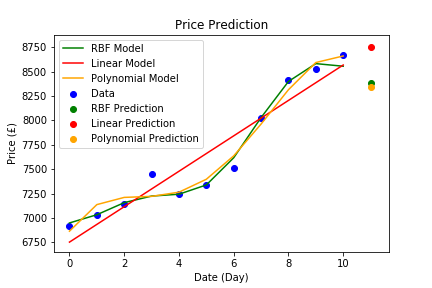 Price Prediction
RBF Model
Linear Model
Polynomial Model
Data
RBF Prediction
Linear Prediction
Polynomial Prediction
8750
8500
8250
8000
7750
7500
7250
7000
6750
Price (£)
0 2 4 6 8 10
Date (Day)